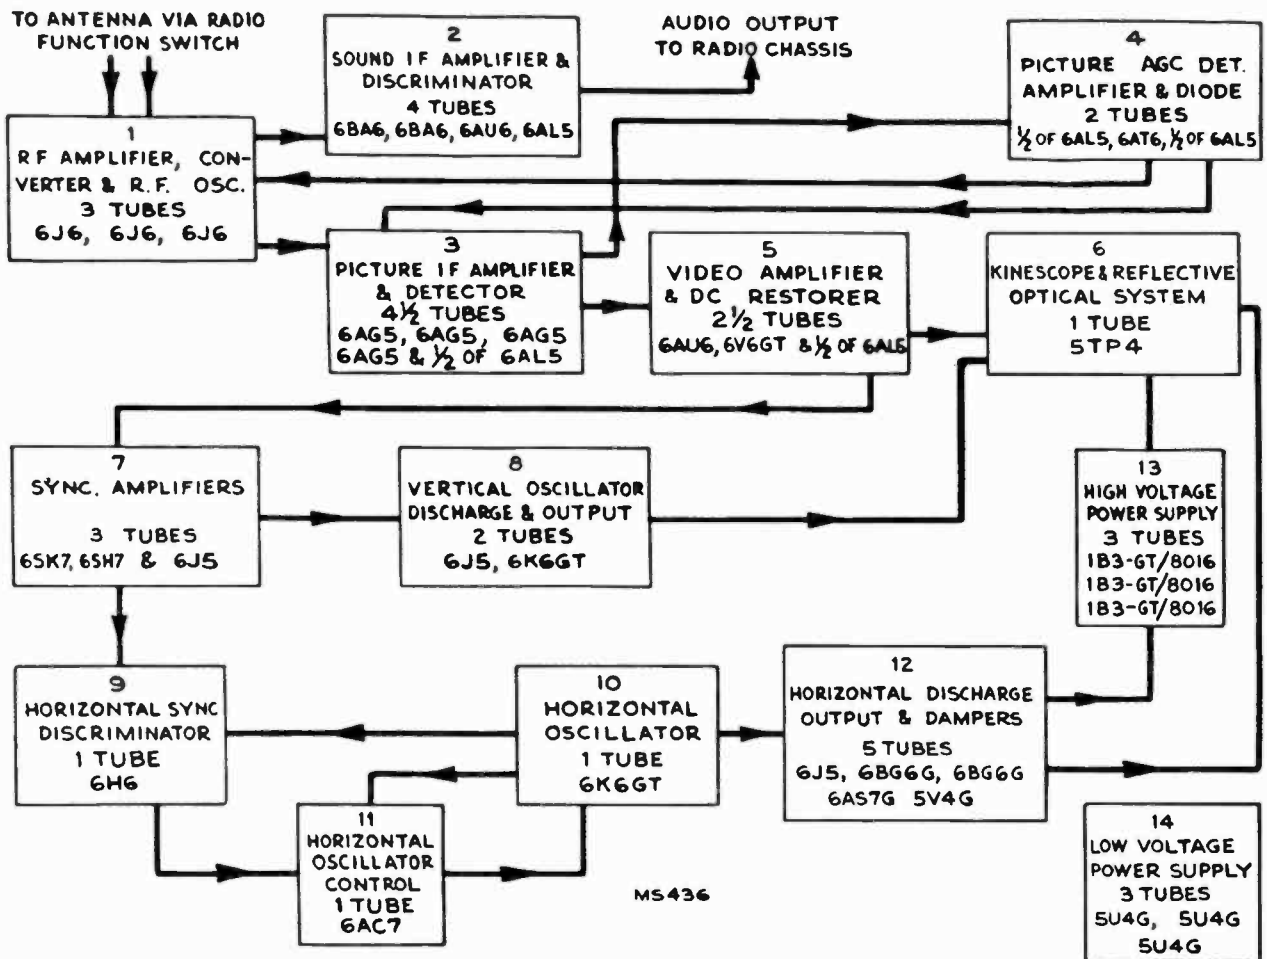 TO ANTENNA VIA RADIO
FUNCTION SWITCH
1
RF AMPLIFIER, CON-
VERTER & R.F. OSC.
3 TUBES
6J6, 6J6, 6J6
2
SOUND IF AMPLIFIER &
DISCRIMINATOR
4 TUBES
6BA6, 6BA6, 6AU6, 6AL5
AUDIO OUTPUT
TO RADIO CHASSIS
4
PICTURE AGC DET.
AMPLIFIER & DIODE
2 TUBES
½ OF 6AL5, 6AT6, ½ OF 6AL5
3
PICTURE IF AMPLIFIER
& DETECTOR
4½ TUBES
6AG5, 6AG5, 6AG5
6AG5 & ½ OF 6AL5
5
VIDEO AMPLIFIER
& DC RESTORER
2½ TUBES
6AU6, 6V6GT & ½ OF 6AL5
6
KINESCOPE & REFLECTIVE
OPTICAL SYSTEM
1 TUBE
5TP4
7
SYNC. AMPLIFIERS
3 TUBES
6SK7, 6SH7 & 6J5
8
VERTICAL OSCILLATOR
DISCHARGE & OUTPUT
2 TUBES
6J5, 6K6GT
13
HIGH VOLTAGE
POWER SUPPLY
3 TUBES
1B3-GT/8016
1B3-GT/8016
1B3-GT/8016
9
HORIZONTAL SYNC
DISCRIMINATOR
1 TUBE
6H6
10
HORIZONTAL
OSCILLATOR
1 TUBE
6K6GT
12
HORIZONTAL DISCHARGE
OUTPUT & DAMPERS
5 TUBES
6J5, 6BG6G, 6BG6G
6AS7G 5V4G
11
HORIZONTAL
OSCILLATOR
CONTROL
1 TUBE
6AC7
MS436
14
LOW VOLTAGE
POWER SUPPLY
3 TUBES
5U4G, 5U4G
5U4G